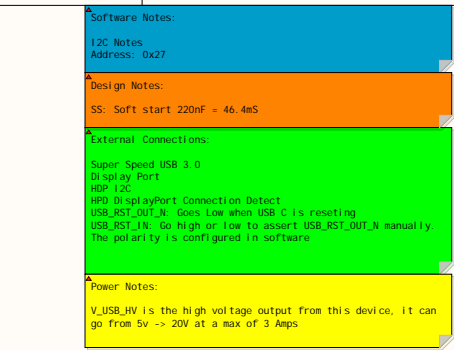 Software Notes:
I2C Notes
Address: 0x27
Design Notes:
SS: Soft start 220nF = 46.4mS
External Connections:
Super Speed USB 3.0
Display Port
HDP I2C
HPD DisplayPort Connection Detect
USB_RST_OUT_N: Goes Low when USB C is reseting
USB_RST_IN: Go high or low to assert USB_RST_OUT_N manually.
The polarity is configured in software
Power Notes:
V_USB_HV is the high voltage output from this device, it can
go from 5v -> 20V at a max of 3 Amps